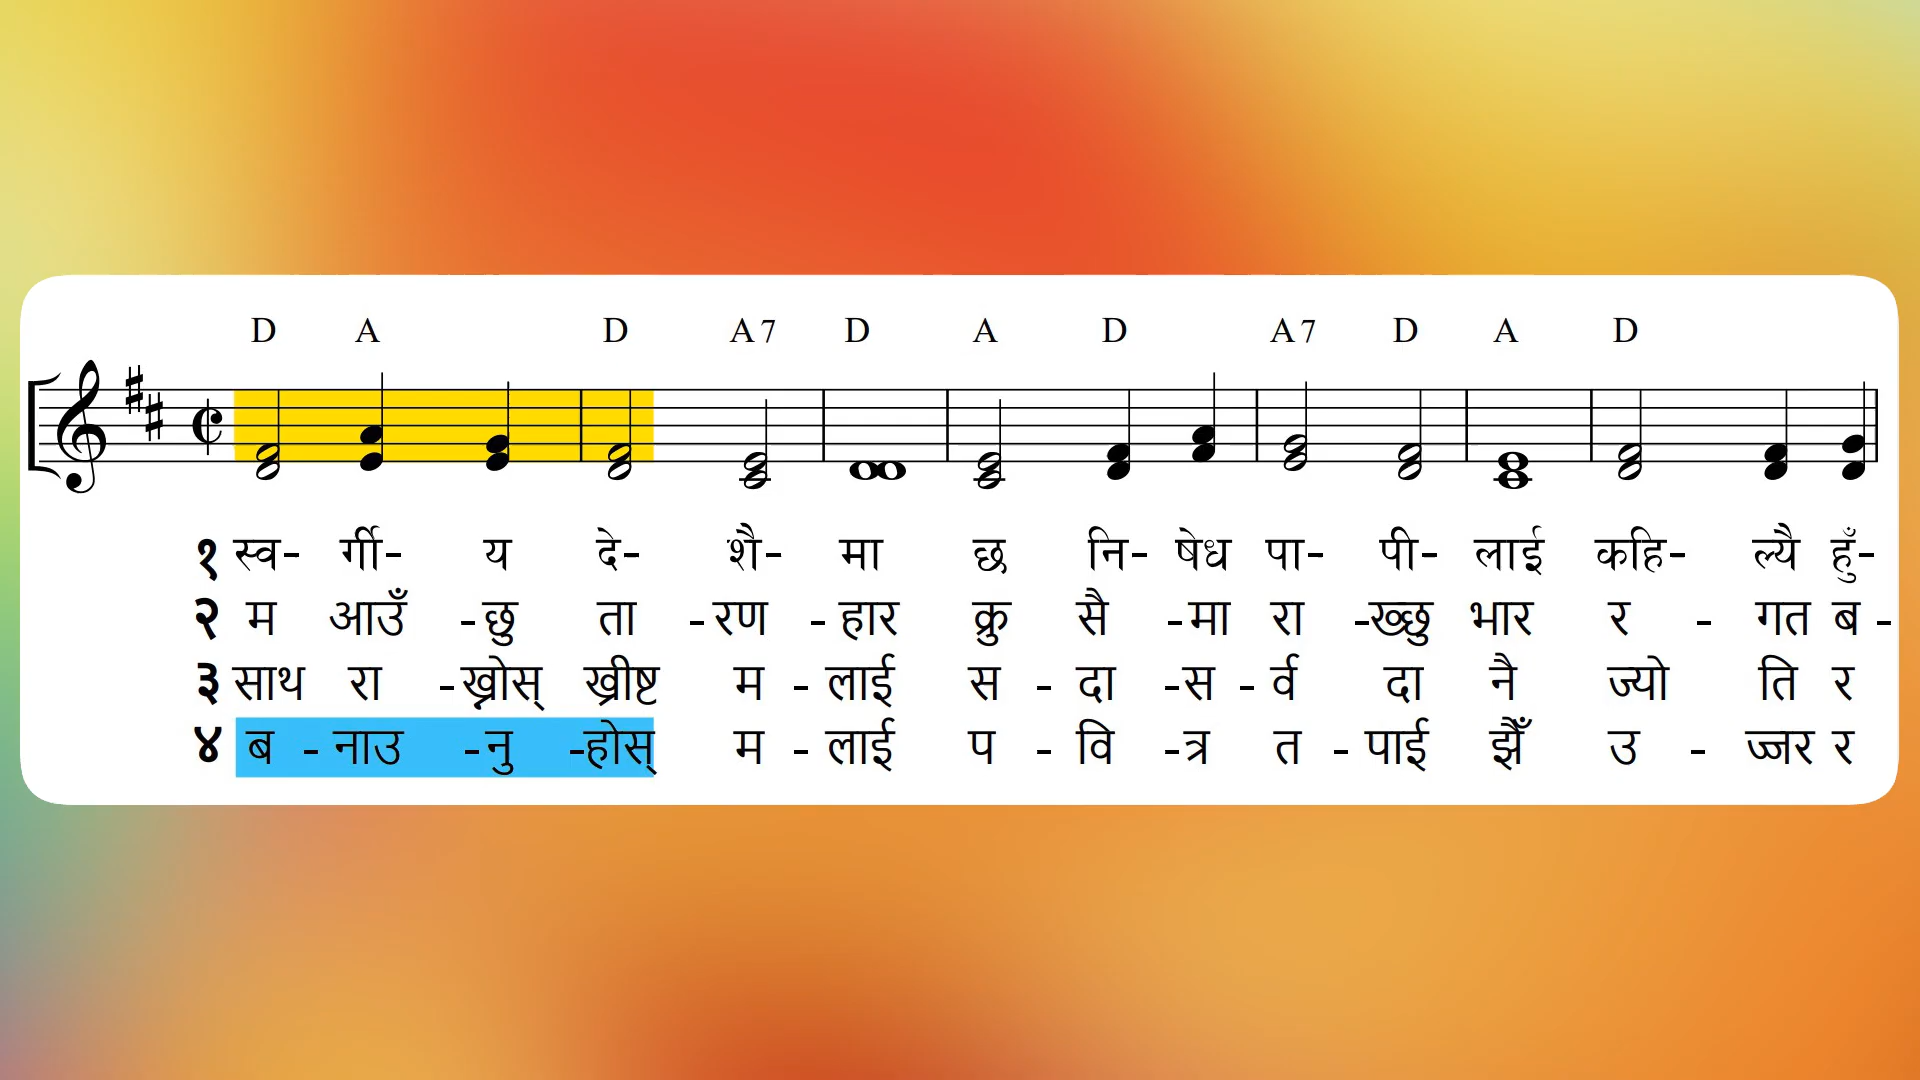 D A D A7 D A D A7 D A D
१ स्व- र्गी- य दे- शै- मा छ नि- षेध पा- पी- लाई कहि- ल्यै हुँ-
२ म आउँ -छु ता -रण -हार क्रु सै -मा रा -ख्छु भार र - गत ब -
३ साथ रा -ख्नोस् ख्रीष्ट म - लाई स - दा -स - र्व दा नै ज्यो ति र
४ ब - नाउ -नु -होस् म - लाई प - वि -त्र त - पाई झैँ उ - ज्जर र